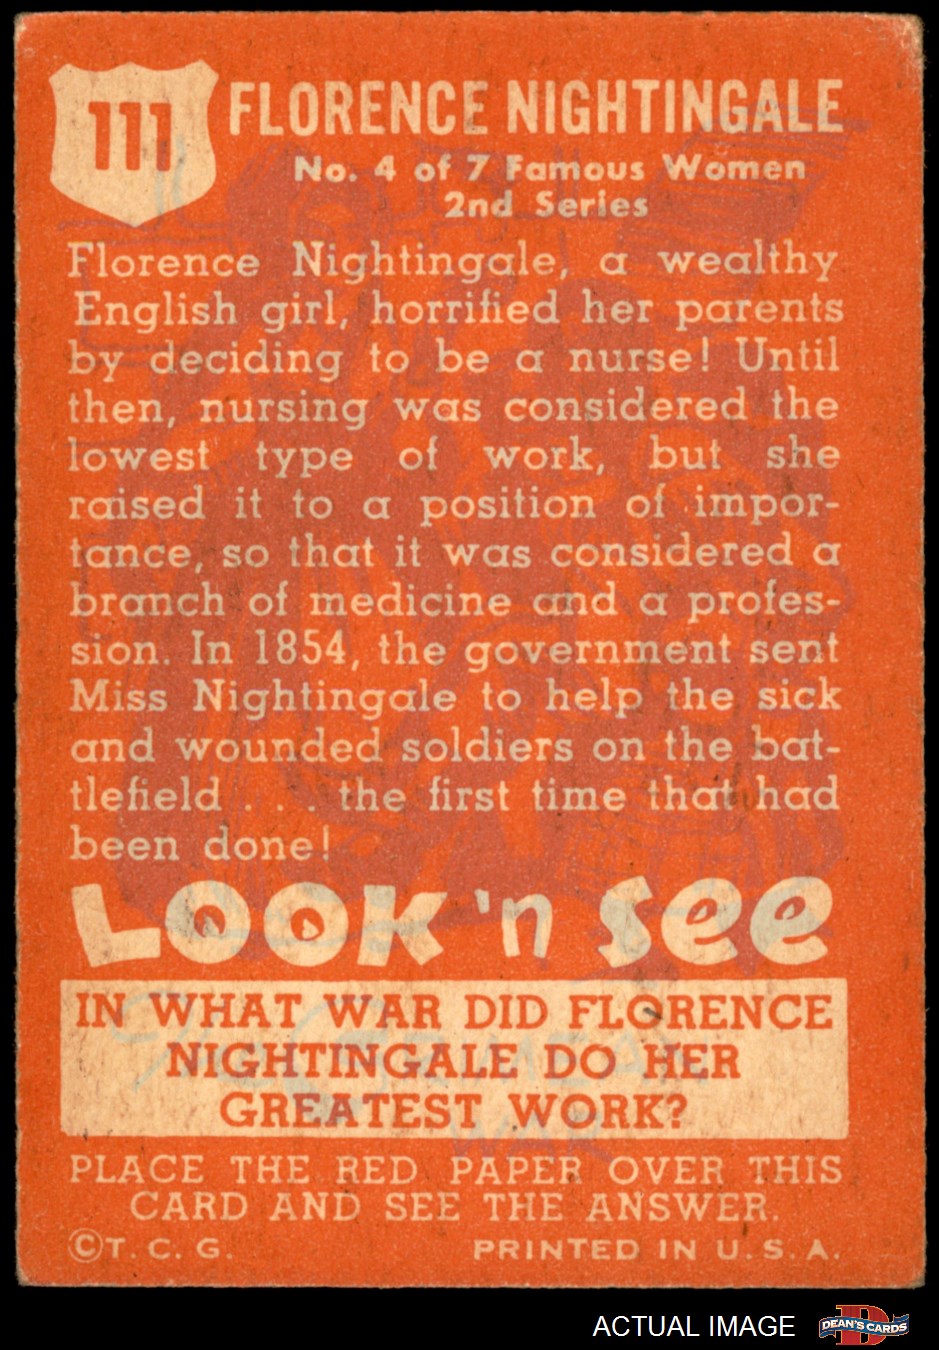 111
FLORENCE NIGHTINGALE
No. 4 of 7 Famous Women
2nd Series
Florence Nightingale, a wealthy
English girl, horrified her parents
by deciding to be a nurse! Until
then, nursing was considered the
lowest type of work, but she
raised it to a position of impor-
tance, so that it was considered a
branch of medicine and a profes-
sion. In 1854, the government sent
Miss Nightingale to help the sick
and wounded soldiers on the bat-
tlefield . . . the first time that had
been done!
LOOK 'n SEE
IN WHAT WAR DID FLORENCE
NIGHTINGALE DO HER
GREATEST WORK?
The CRIMEAN
WAR
PLACE THE RED PAPER OVER THIS
CARD AND SEE THE ANSWER.
©T. C. G. PRINTED IN U. S. A.
ACTUAL IMAGE
DEAN'S CARDS